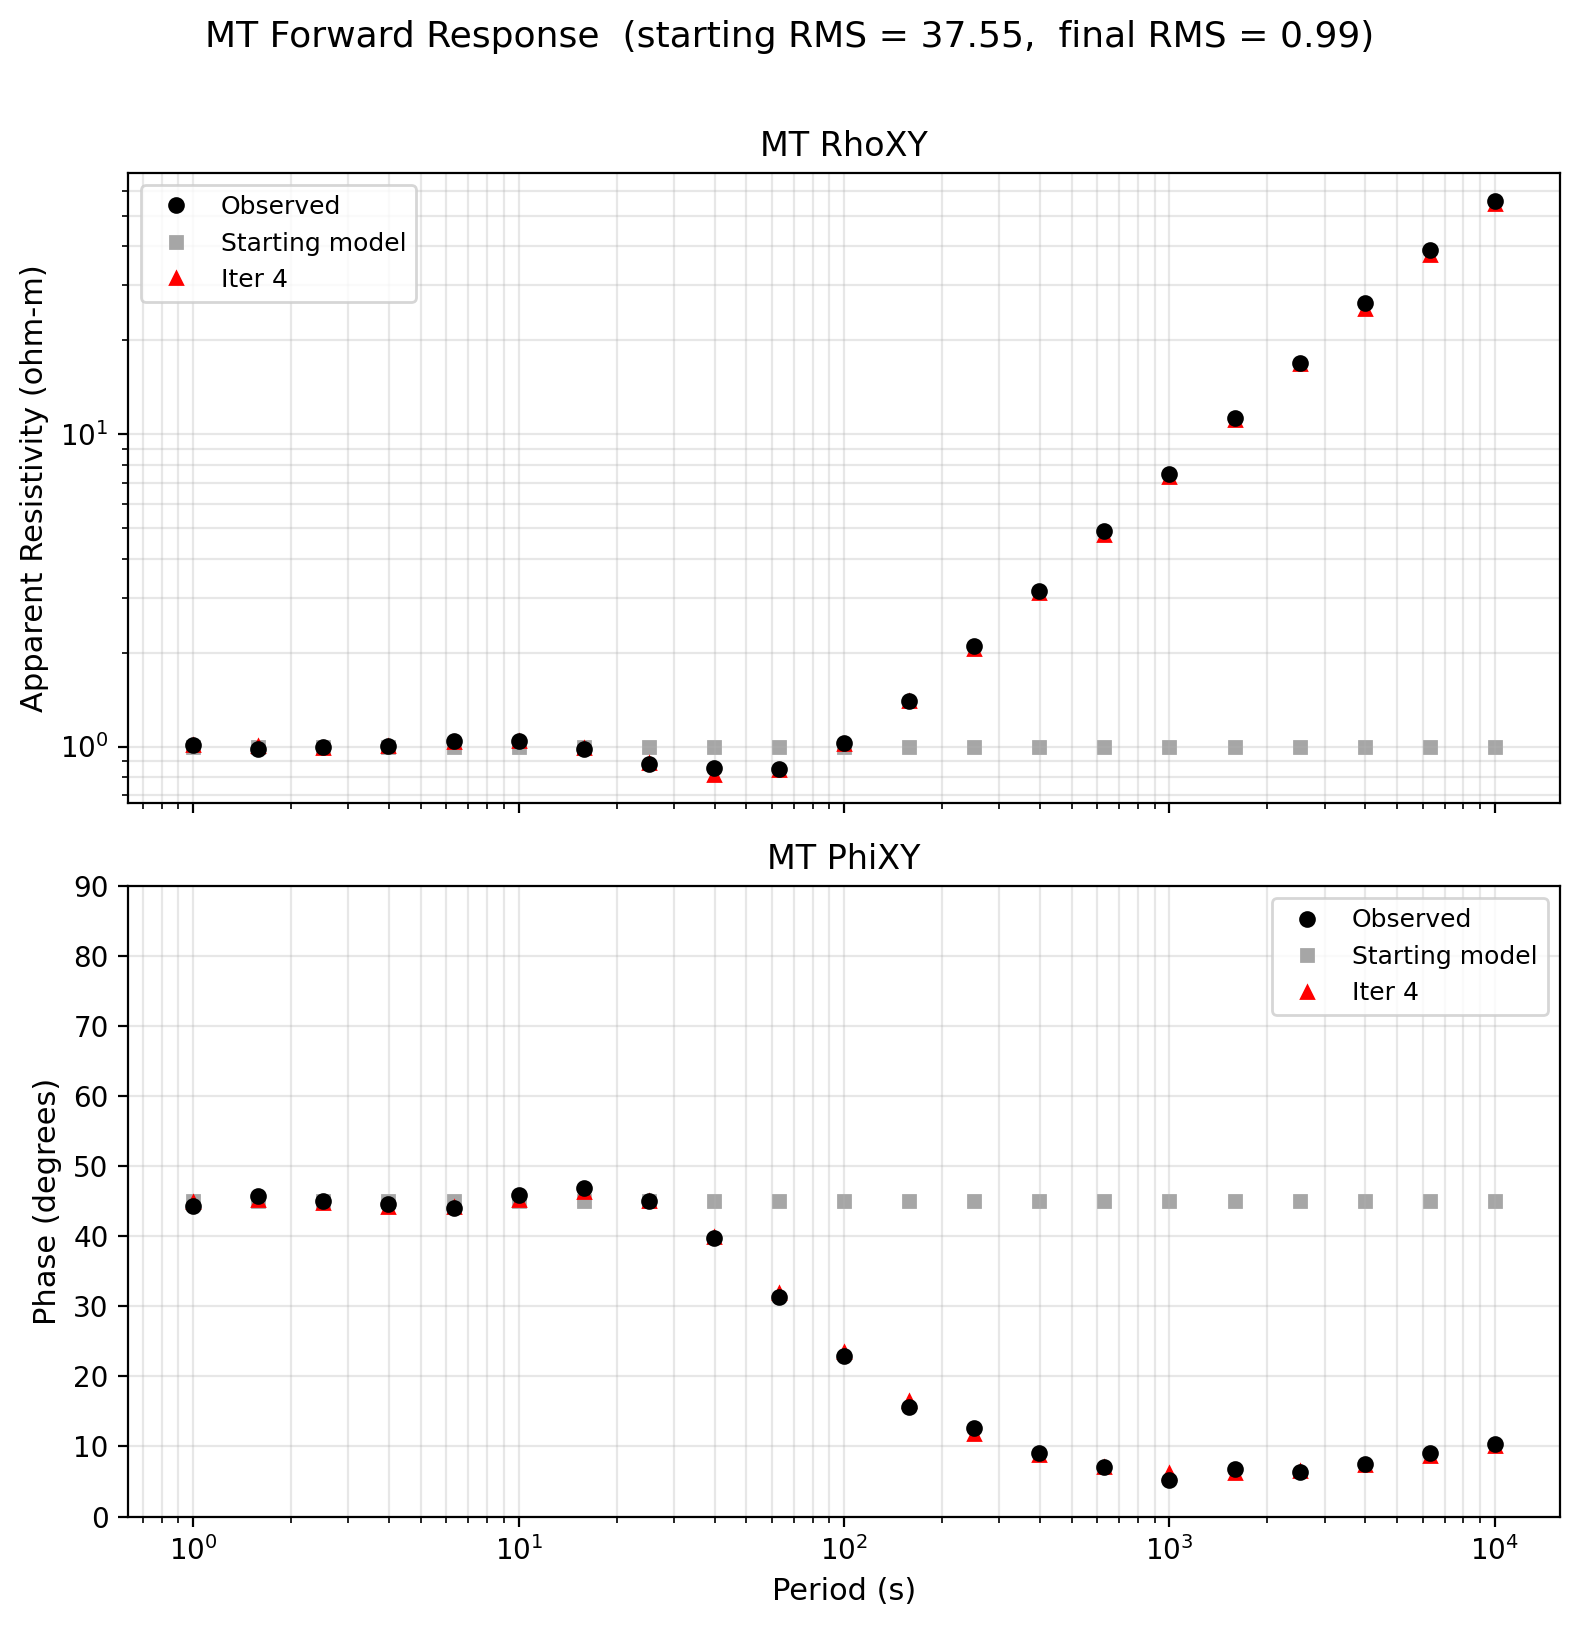 MT Forward Response  (starting RMS = 37.55,  final RMS = 0.99)
MT RhoXY
Observed
Starting model
Iter 4
Apparent Resistivity (ohm-m)
10¹
10⁰
MT PhiXY
Observed
Starting model
Iter 4
Phase (degrees)
90
80
70
60
50
40
30
20
10
0
10⁰ 10¹ 10² 10³ 10⁴
Period (s)